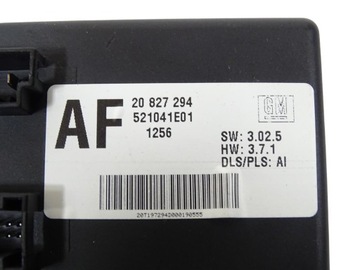 AF
20 827 294
521041E01
1256
GM
SW: 3.02.5
HW: 3.7.1
DLS/PLS: AI